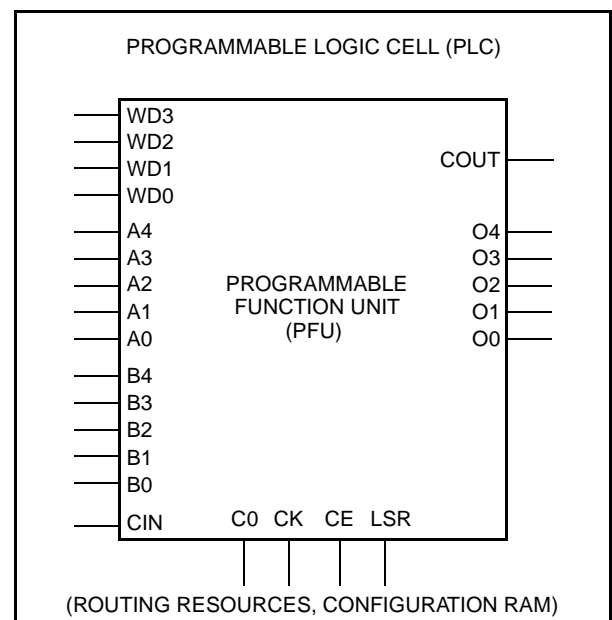 PROGRAMMABLE LOGIC CELL (PLC)
WD3
WD2
WD1
WD0
A4
A3
A2
A1
A0
B4
B3
B2
B1
B0
CIN
PROGRAMMABLE
FUNCTION UNIT
(PFU)
COUT
O4
O3
O2
O1
O0
C0 CK CE LSR
(ROUTING RESOURCES, CONFIGURATION RAM)